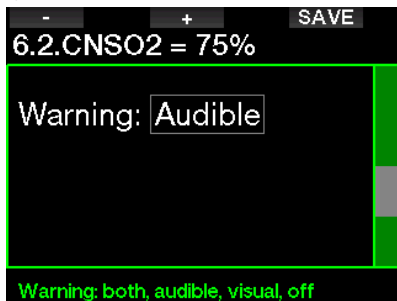 - + SAVE
6.2.CNSO2 = 75%
Warning: Audible
Warning: both, audible, visual, off